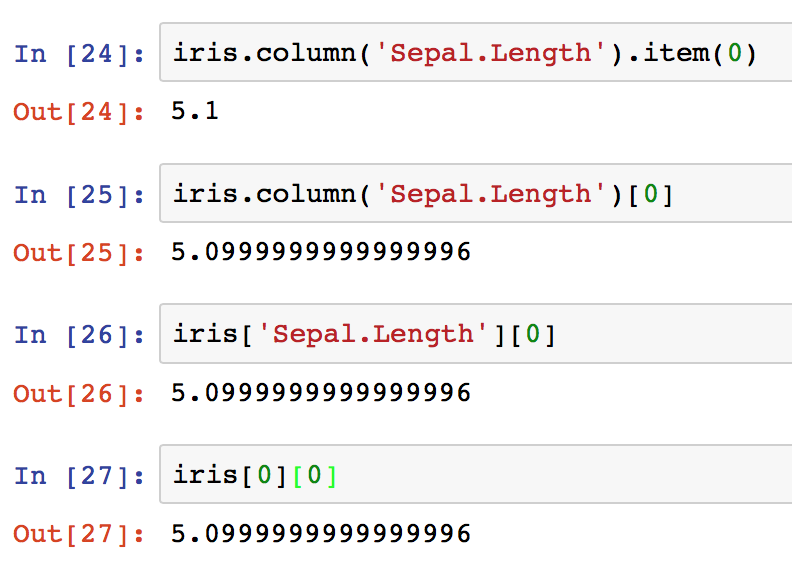 In [24]: iris.column('Sepal.Length').item(0)
Out[24]: 5.1
In [25]: iris.column('Sepal.Length')[0]
Out[25]: 5.0999999999999996
In [26]: iris['Sepal.Length'][0]
Out[26]: 5.0999999999999996
In [27]: iris[0][0]
Out[27]: 5.0999999999999996